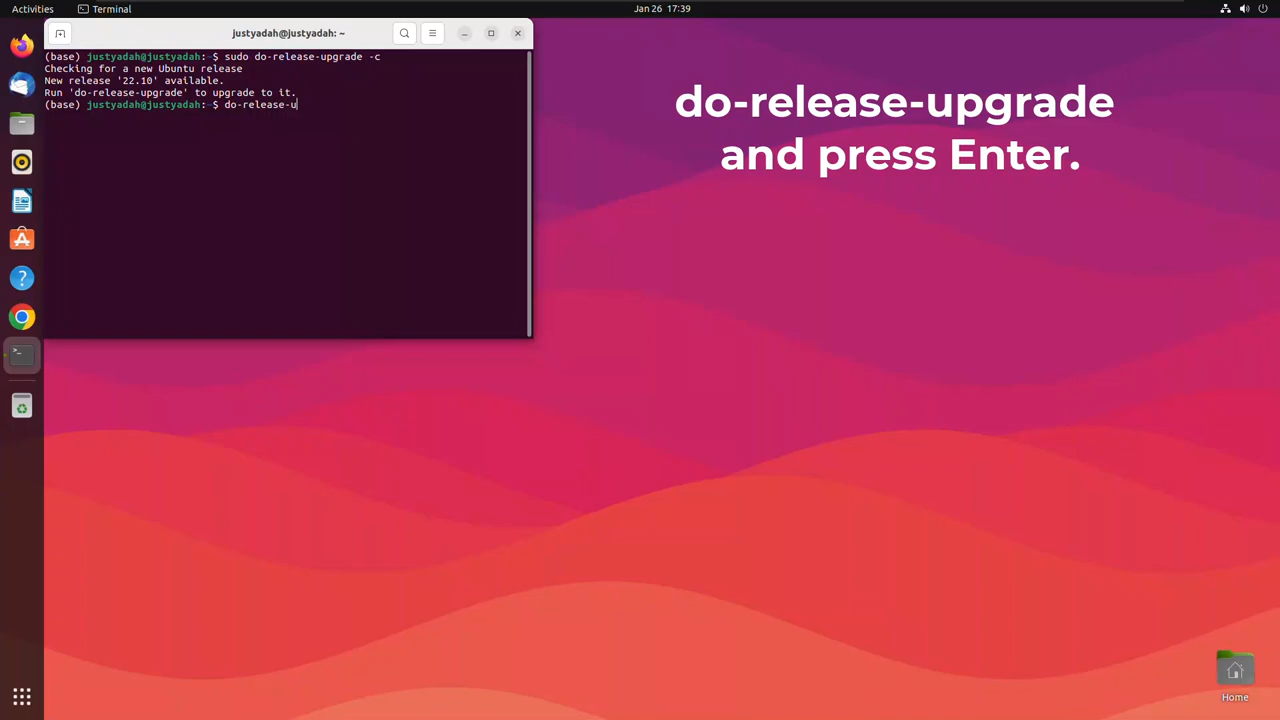 Activities
Terminal
Jan 26 17:39
justyadah@justyadah: ~
(base) justyadah@justyadah:~$ sudo do-release-upgrade -c
Checking for a new Ubuntu release
New release '22.10' available.
Run 'do-release-upgrade' to upgrade to it.
(base) justyadah@justyadah:~$ do-release-u
do-release-upgrade
and press Enter.
Home